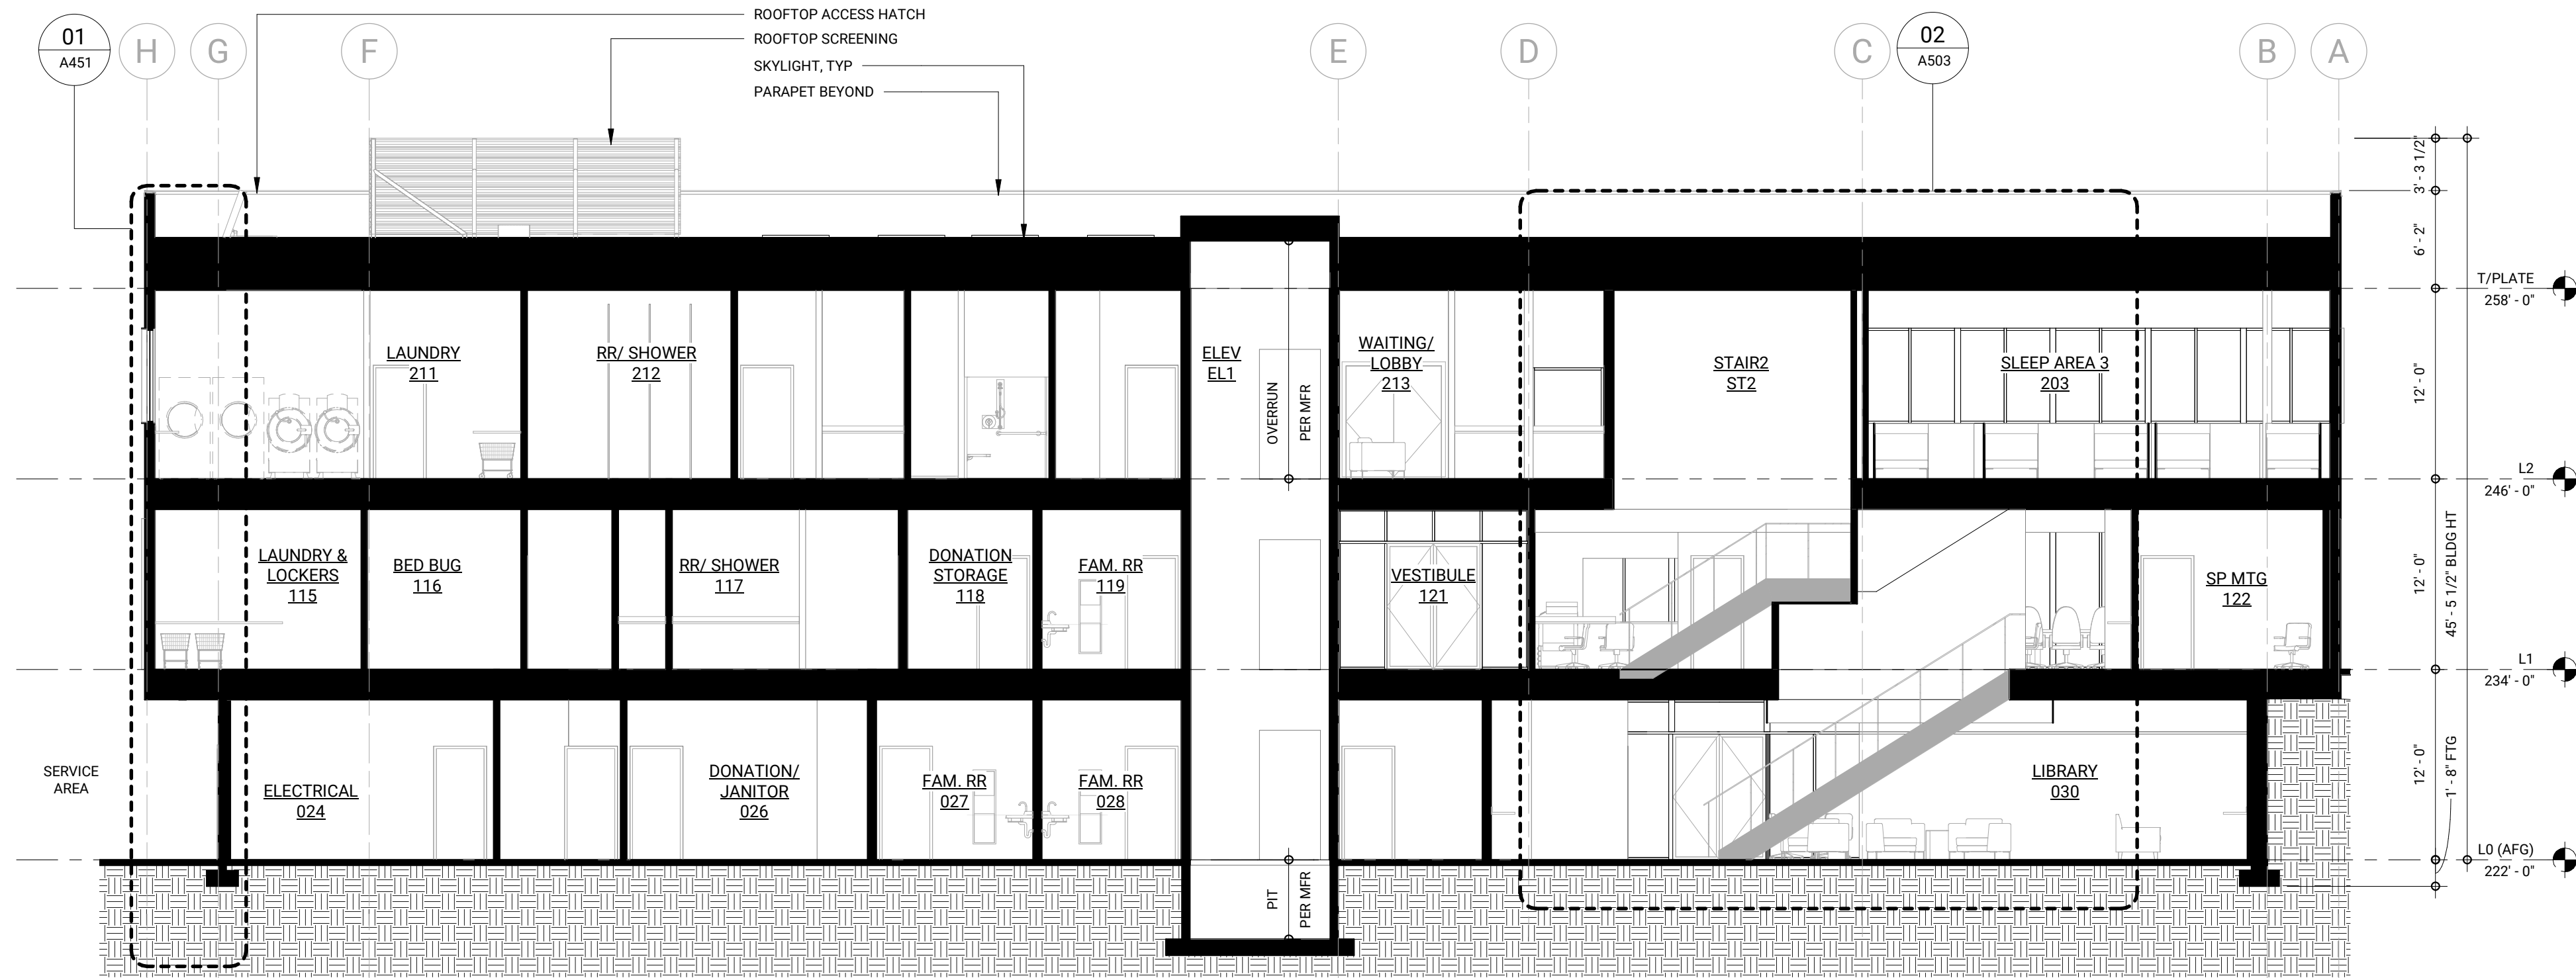 ROOFTOP ACCESS HATCH
ROOFTOP SCREENING
SKYLIGHT, TYP
PARAPET BEYOND
01
A451
H
G
F
E
D
C
02
A503
B
A
3' - 3 1/2"
6' - 2"
T/PLATE
258' - 0"
LAUNDRY
211
RR/ SHOWER
212
ELEV
EL1
OVERRUN
PER MFR
WAITING/
LOBBY
213
STAIR2
ST2
SLEEP AREA 3
203
12' - 0"
L2
246' - 0"
LAUNDRY &
LOCKERS
115
BED BUG
116
RR/ SHOWER
117
DONATION
STORAGE
118
FAM. RR
119
VESTIBULE
121
SP MTG
122
12' - 0"
45' - 5 1/2" BLDG HT
L1
234' - 0"
SERVICE
AREA
ELECTRICAL
024
DONATION/
JANITOR
026
FAM. RR
027
FAM. RR
028
LIBRARY
030
12' - 0"
1' - 8" FTG
L0 (AFG)
222' - 0"
PIT
PER MFR